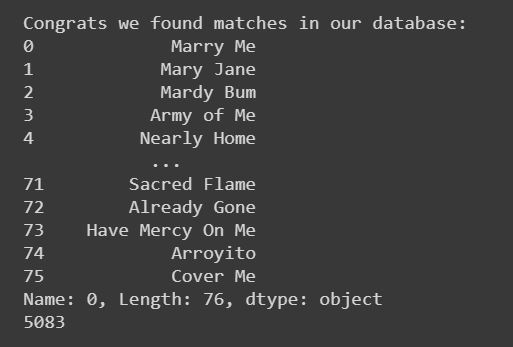 Congrats we found matches in our database:
0 Marry Me
1 Mary Jane
2 Mardy Bum
3 Army of Me
4 Nearly Home
...
71 Sacred Flame
72 Already Gone
73 Have Mercy On Me
74 Arroyito
75 Cover Me
Name: 0, Length: 76, dtype: object
5083